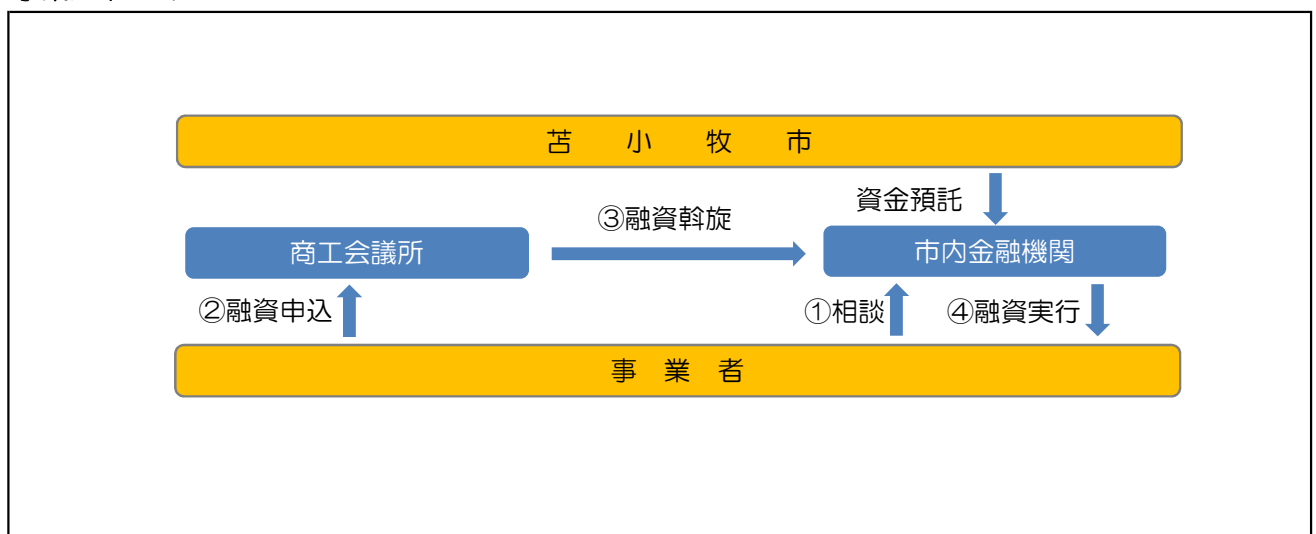 苫小牧市
資金預託
③融資斡旋
商工会議所
市内金融機関
②融資申込
①相談
④融資実行
事業者